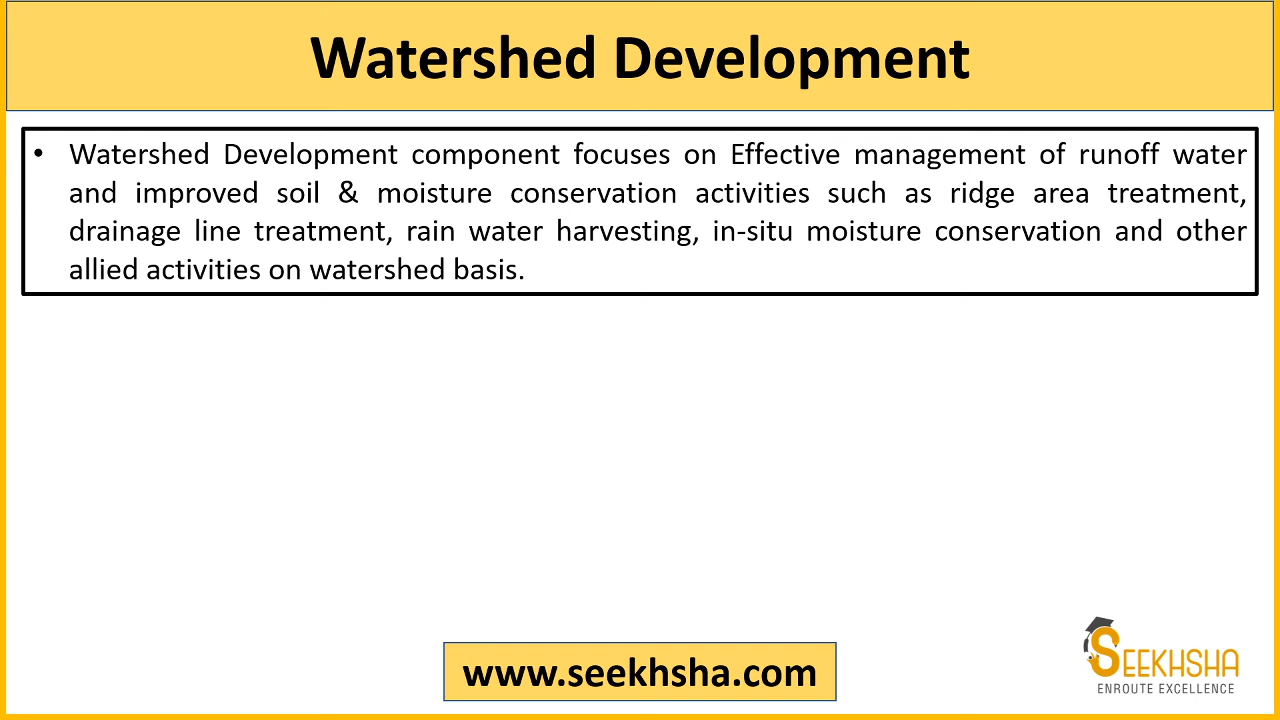 Watershed Development
• Watershed Development component focuses on Effective management of runoff water
and improved soil & moisture conservation activities such as ridge area treatment,
drainage line treatment, rain water harvesting, in-situ moisture conservation and other
allied activities on watershed basis.
www.seekhsha.com
SEEKHSHA
ENROUTE EXCELLENCE